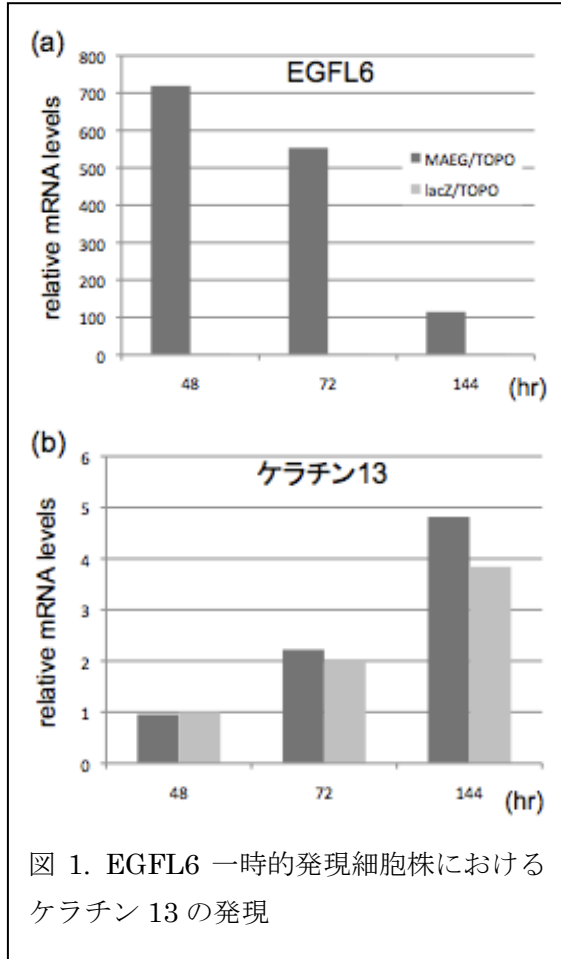 (a)
EGFL6
relative mRNA levels
800
700
600
500
400
300
200
100
0
MAEG/TOPO
lacZ/TOPO
48 72 144 (hr)
(b)
ケラチン13
relative mRNA levels
6
5
4
3
2
1
0
48 72 144 (hr)
図 1. EGFL6 一時的発現細胞株における
ケラチン 13 の発現